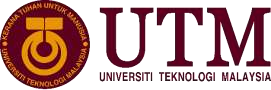 KERANA TUHAN UNTUK MANUSIA
UNIVERSITI TEKNOLOGI MALAYSIA
UTM
UNIVERSITI TEKNOLOGI MALAYSIA